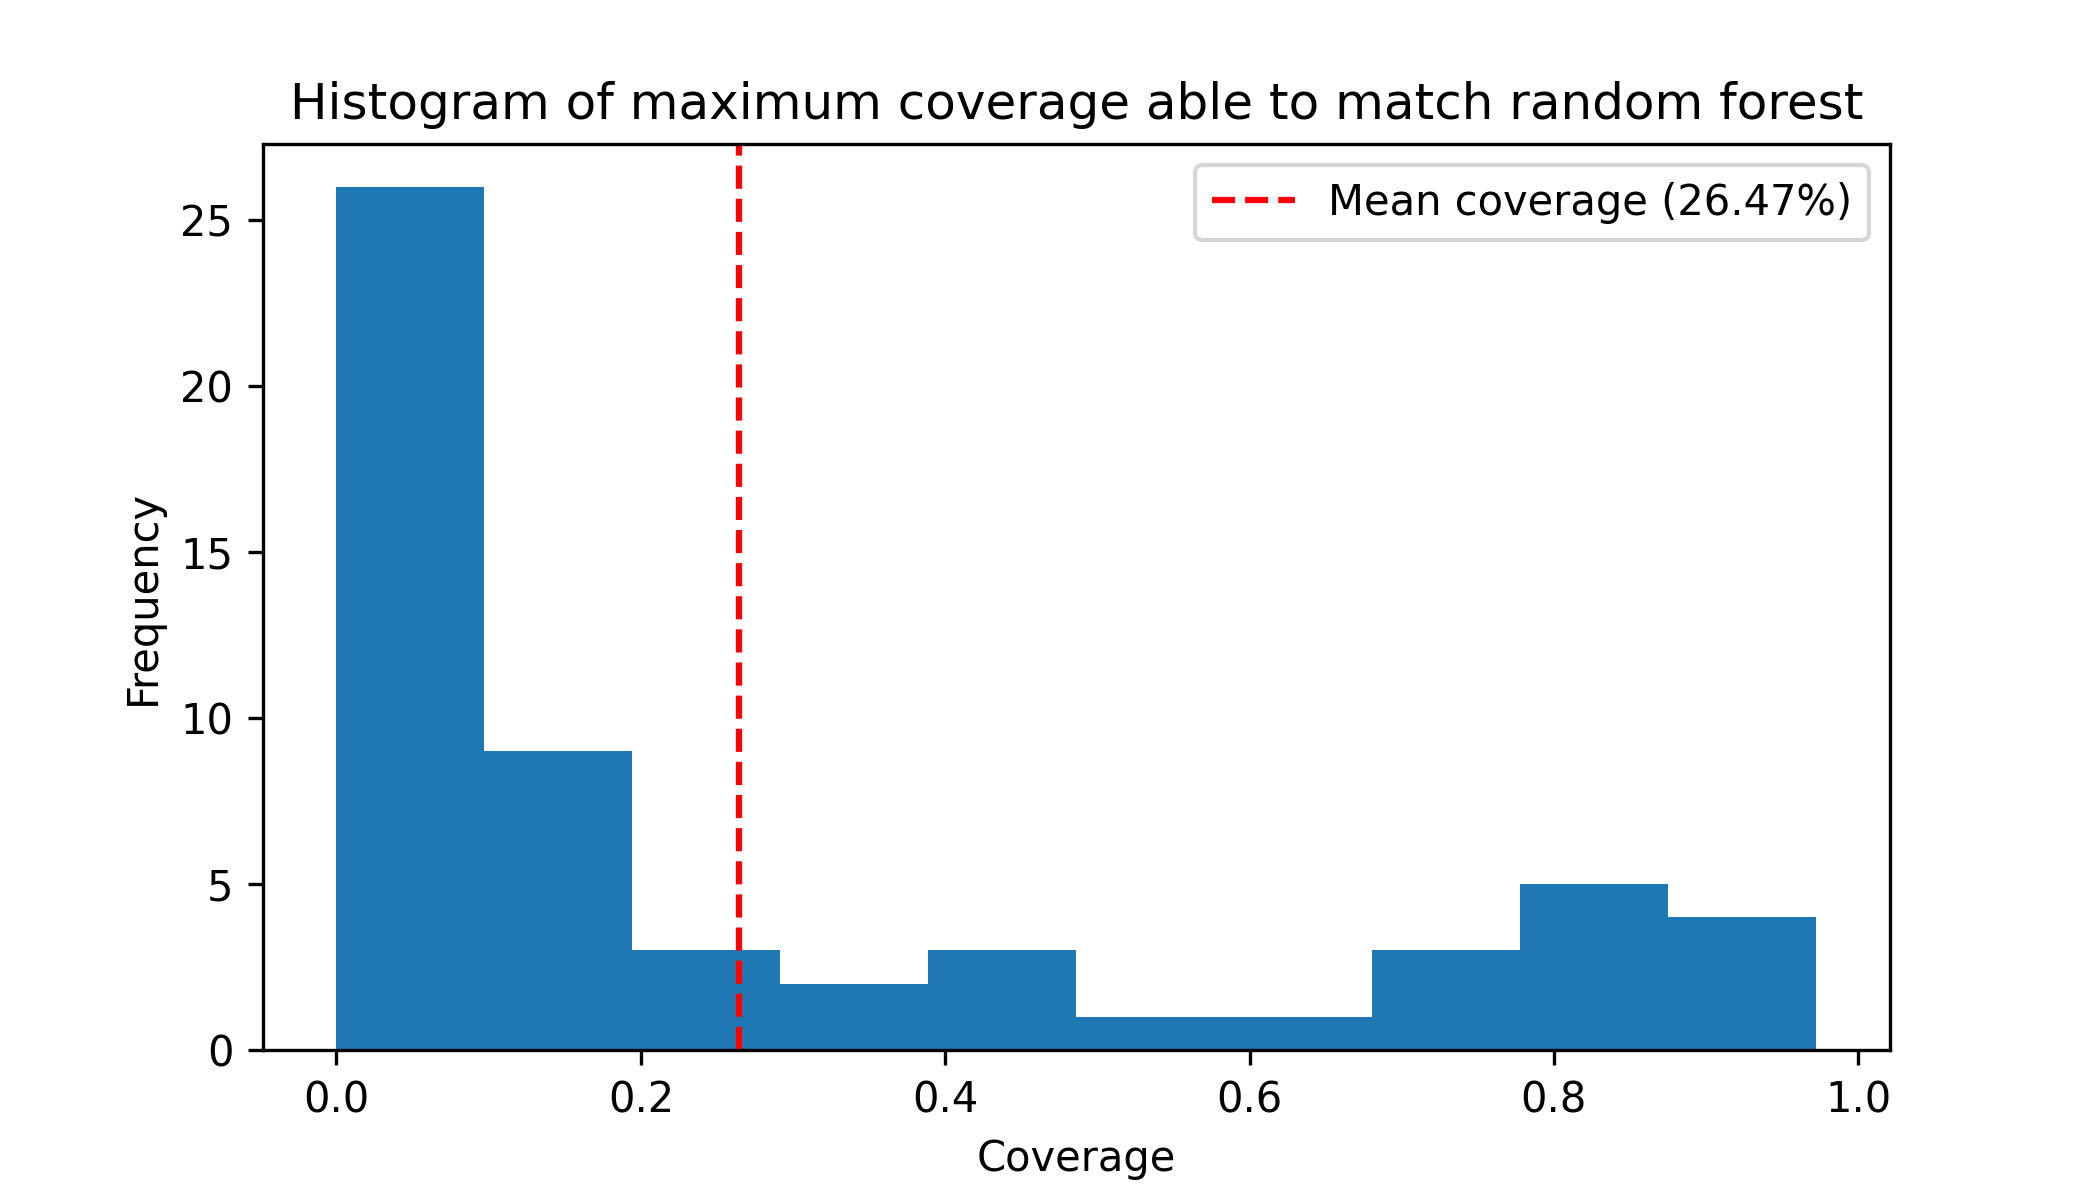 Histogram of maximum coverage able to match random forest
Mean coverage (26.47%)
25
20
15
10
5
0
Frequency
0.0 0.2 0.4 0.6 0.8 1.0
Coverage